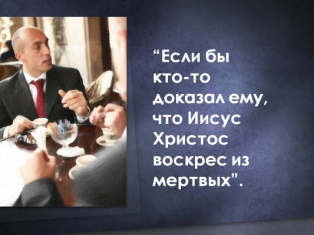 “Если бы
кто-то
доказал ему,
что Иисус
Христос
воскрес из
мертвых”.